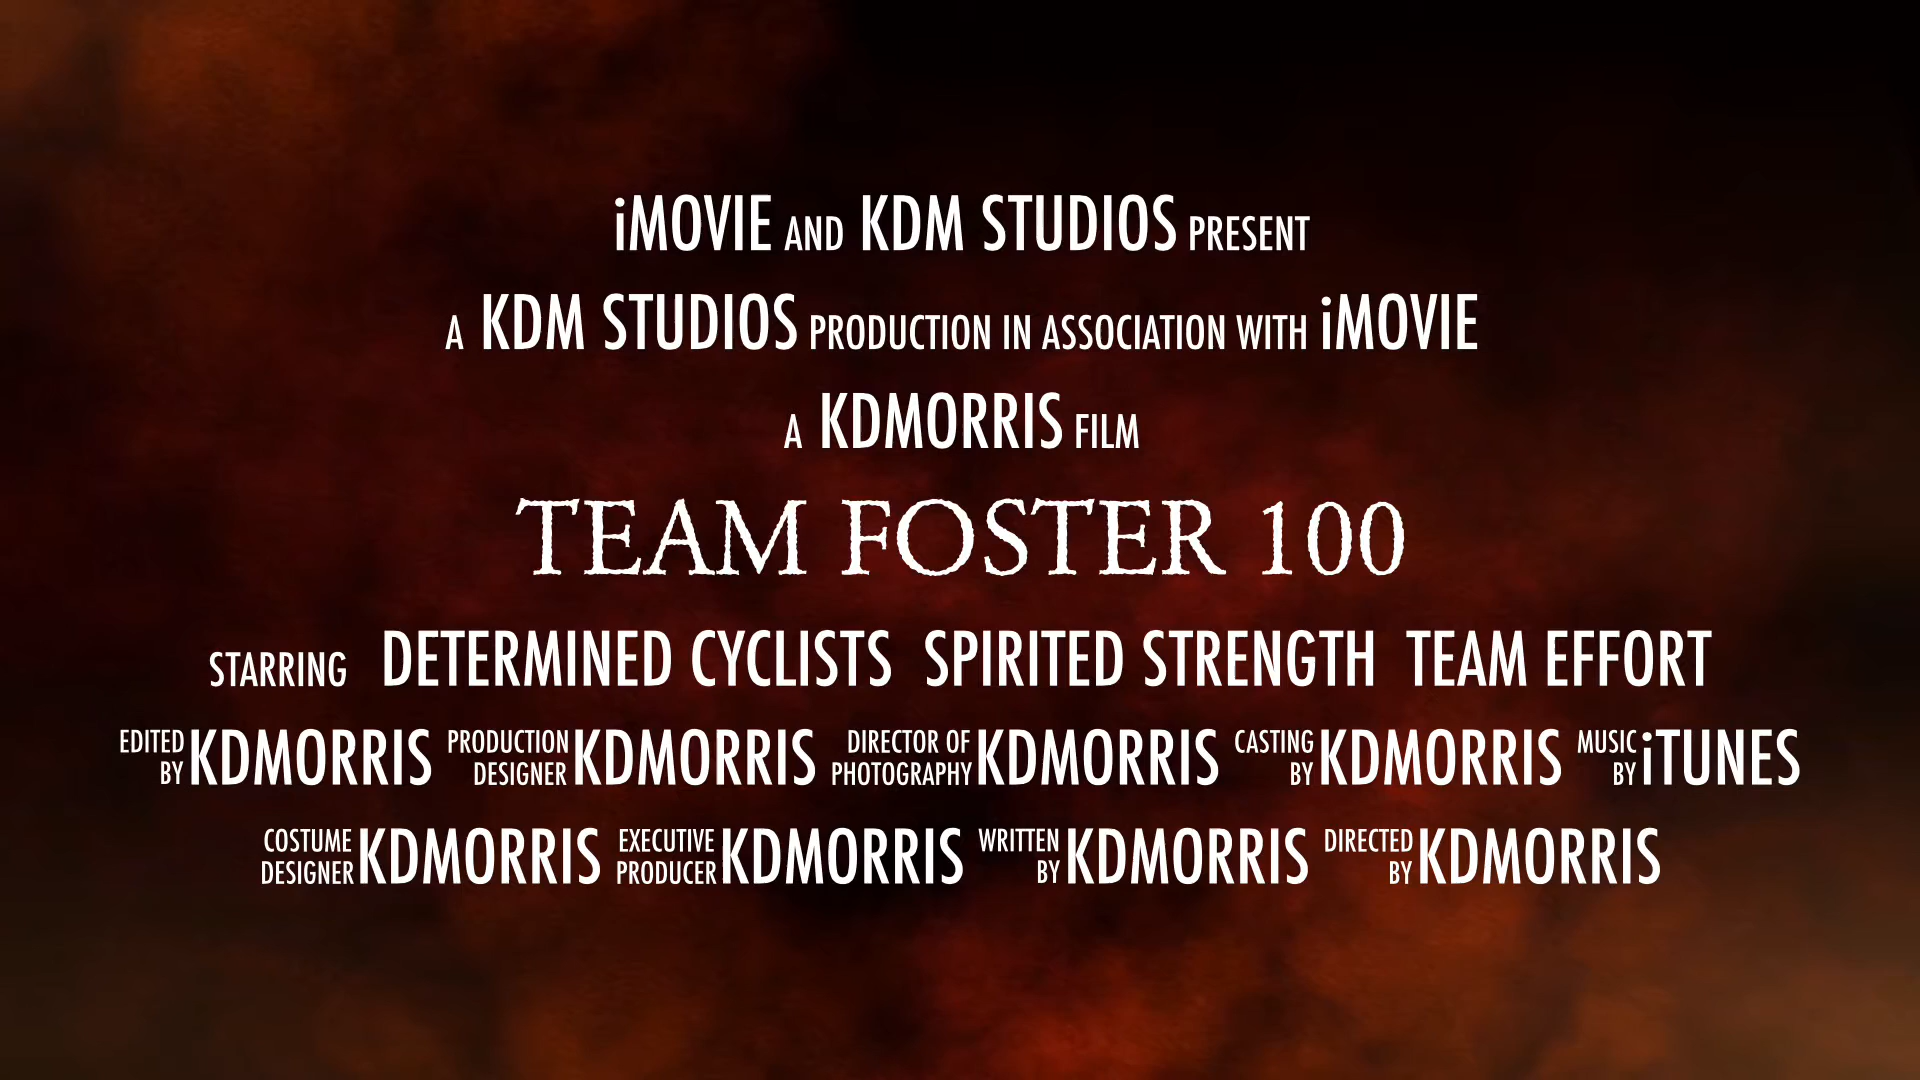 iMOVIE AND KDM STUDIOS PRESENT
A KDM STUDIOS PRODUCTION IN ASSOCIATION WITH iMOVIE
A KDMORRIS FILM
TEAM FOSTER 100
STARRING DETERMINED CYCLISTS SPIRITED STRENGTH TEAM EFFORT
EDITED BY KDMORRIS PRODUCTION DESIGNER KDMORRIS DIRECTOR OF PHOTOGRAPHY KDMORRIS CASTING BY KDMORRIS MUSIC BY iTUNES
COSTUME DESIGNER KDMORRIS EXECUTIVE PRODUCER KDMORRIS WRITTEN BY KDMORRIS DIRECTED BY KDMORRIS